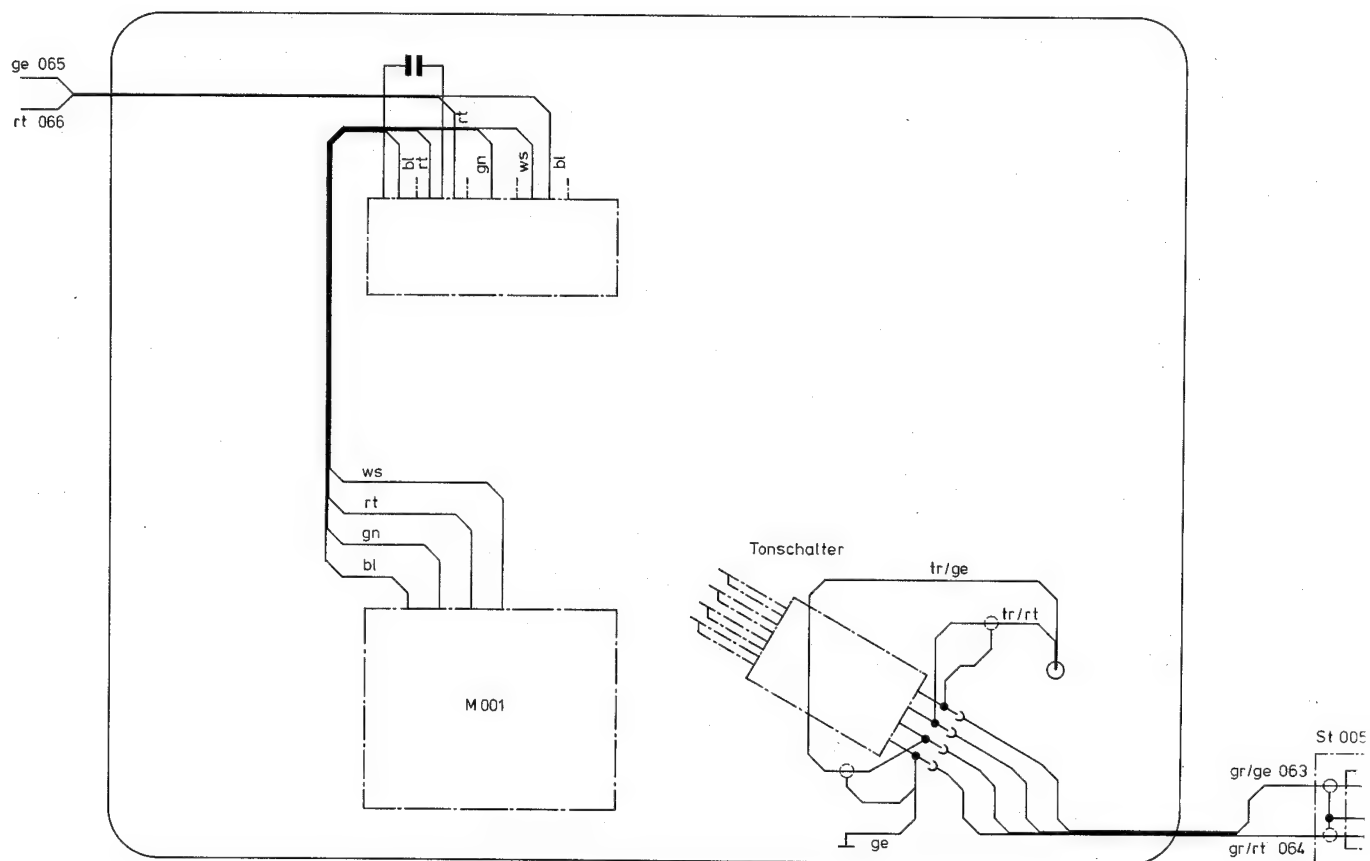 ge 065
rt 066
bl
rt
rt
gn
ws
bl
ws
rt
gn
bl
M 001
Tonschalter
tr/ge
tr/rt
ge
St 005
gr/ge 063
gr/rt 064